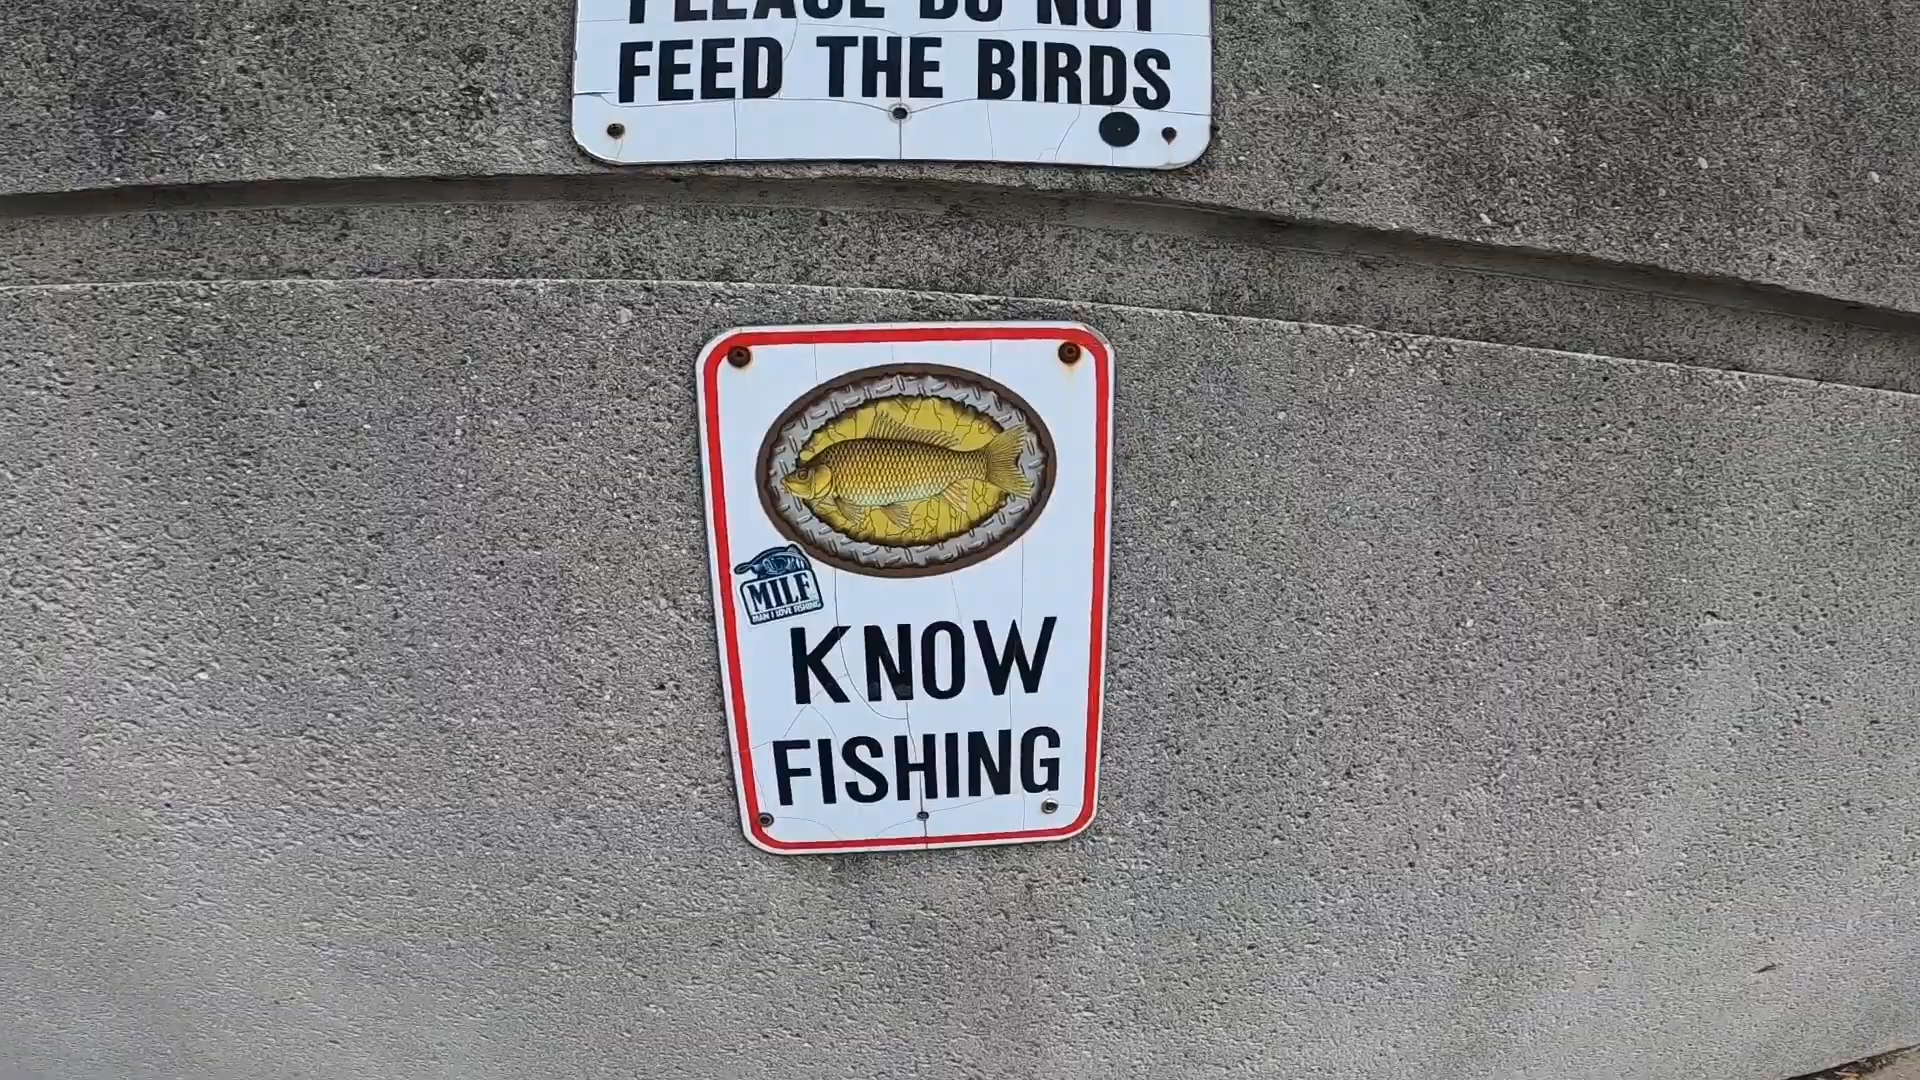 PLEASE DO NOT
FEED THE BIRDS
MILF
MAN I LOVE FISHING
KNOW
FISHING